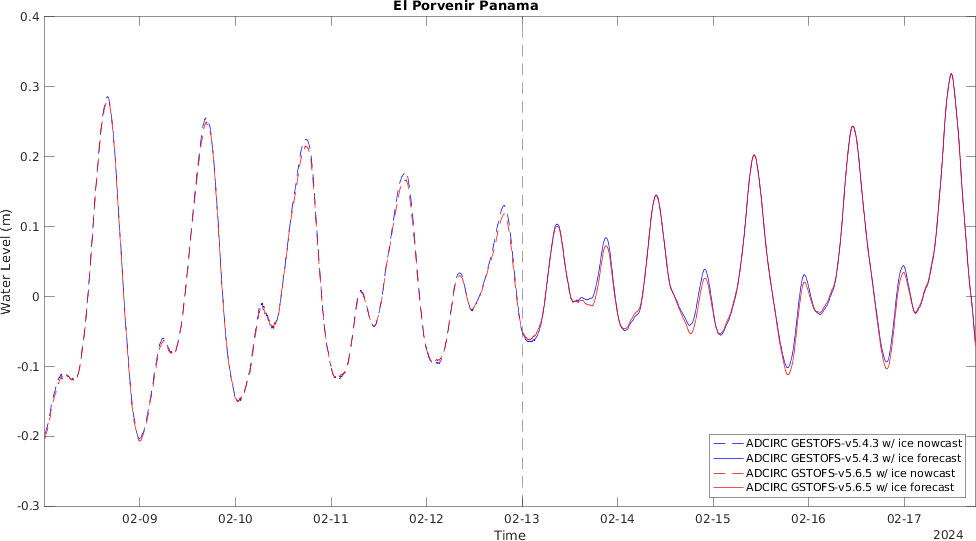 El Porvenir Panama
0.4
0.3
0.2
0.1
0
-0.1
-0.2
-0.3
Water Level (m)
ADCIRC GESTOFS-v5.4.3 w/ ice nowcast
ADCIRC GESTOFS-v5.4.3 w/ ice forecast
ADCIRC GSTOFS-v5.6.5 w/ ice nowcast
ADCIRC GSTOFS-v5.6.5 w/ ice forecast
02-09 02-10 02-11 02-12 02-13 02-14 02-15 02-16 02-17
Time
2024